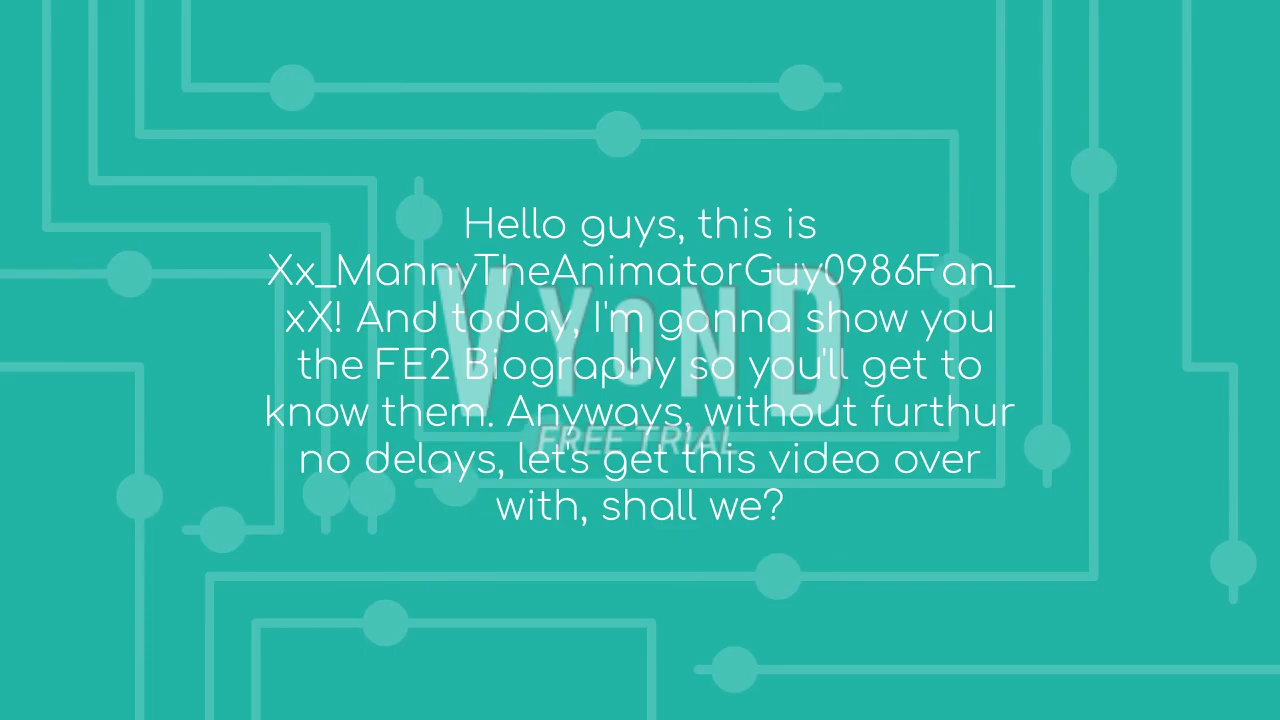 Hello guys, this is
Xx_MannyTheAnimatorGuy0986Fan_
xX! And today, I'm gonna show you
the FE2 Biography so you'll get to
know them. Anyways, without furthur
no delays, let's get this video over
with, shall we?
VYOND
FREE TRIAL